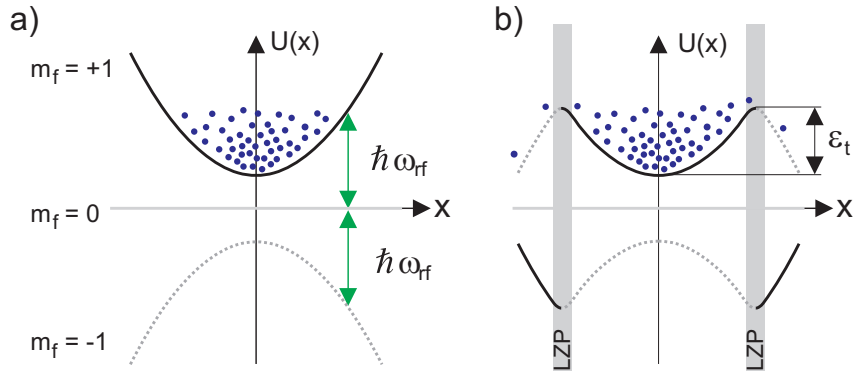 a)
U(x)
m_f = +1
ħω_rf
m_f = 0
x
ħω_rf
m_f = -1
b)
U(x)
ε_t
x
LZP
LZP